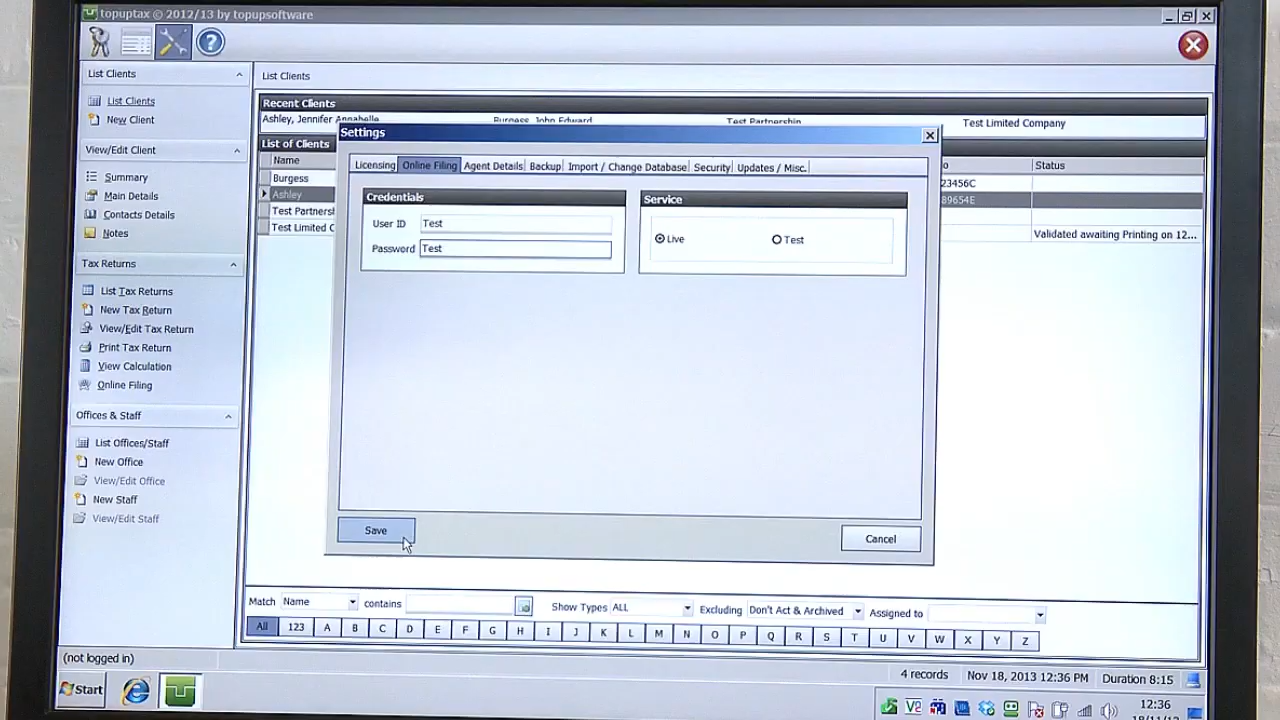 topuptax © 2012/13 by topupsoftware
List Clients
List Clients
New Client
View/Edit Client
Summary
Main Details
Contacts Details
Notes
Tax Returns
List Tax Returns
New Tax Return
View/Edit Tax Return
Print Tax Return
View Calculation
Online Filing
Offices & Staff
List Offices/Staff
New Office
View/Edit Office
New Staff
View/Edit Staff
(not logged in)
List Clients
Recent Clients
Ashley, Jennifer Annabelle Burgess, John Edward Test Partnership Test Limited Company
List of Clients
Name
Status
Burgess
23456C
Ashley
89654E
Test Partnersh
Test Limited C
Validated awaiting Printing on 12...
Settings
Licensing Online Filing Agent Details Backup Import / Change Database Security Updates / Misc.
Credentials
User ID Test
Password Test
Service
Live Test
Save
Cancel
Match Name contains Show Types ALL Excluding Don't Act & Archived Assigned to
All 123 A B C D E F G H I J K L M N O P Q R S T U V W X Y Z
4 records Nov 18, 2013 12:36 PM Duration 8:15
Start
V2
12:36